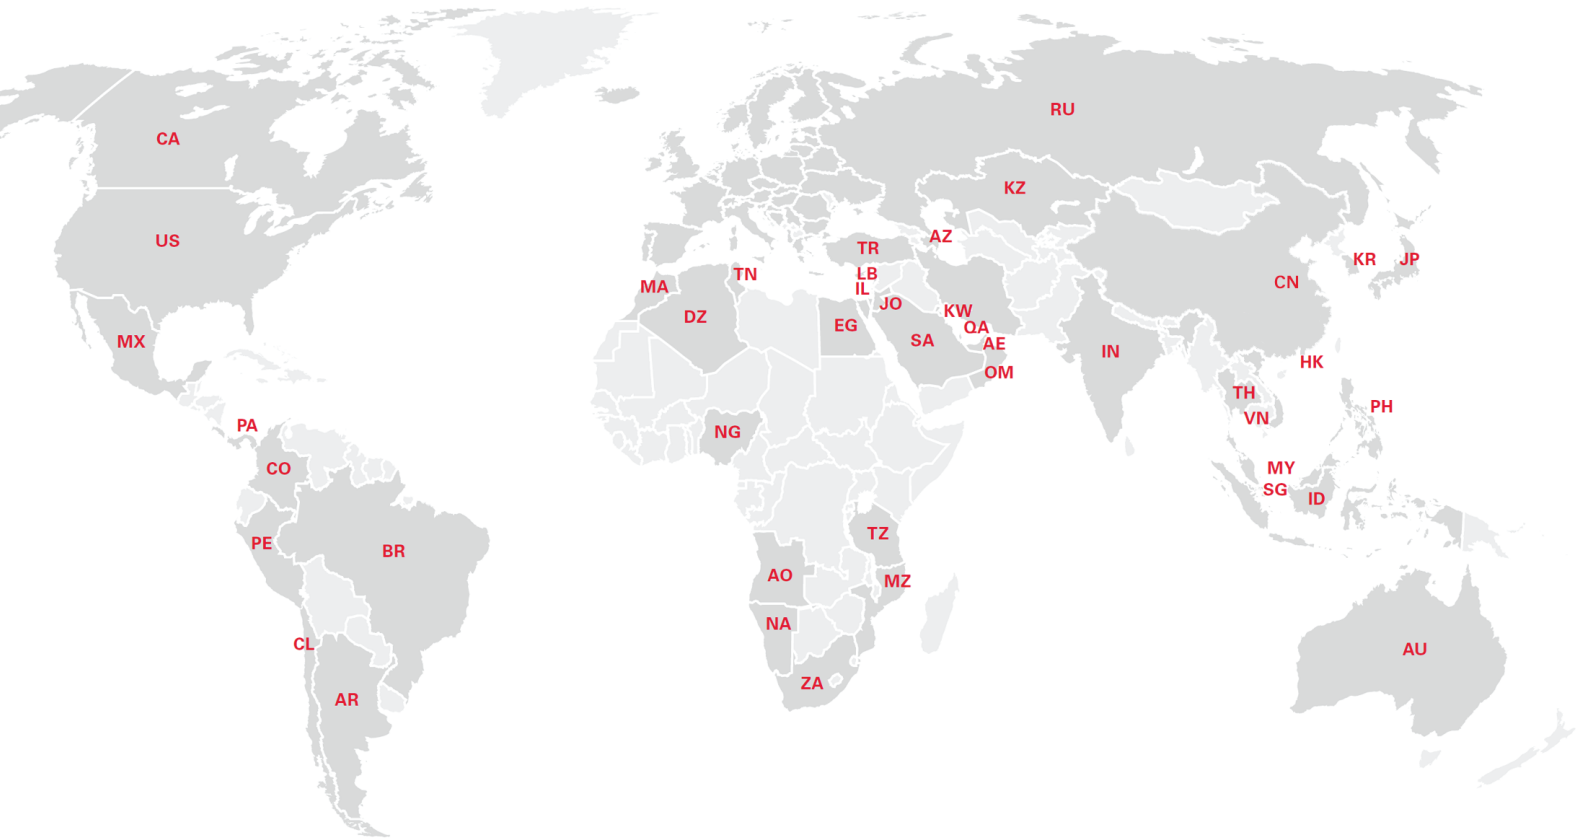 RU
CA
KZ
AZ
US
TR
KR
JP
LB
TN
CN
MA
IL
JO
KW
DZ
EG
QA
SA
AE
MX
IN
HK
OM
TH
PH
VN
PA
NG
CO
MY
SG
ID
TZ
PE
BR
AO
MZ
NA
CL
AU
ZA
AR